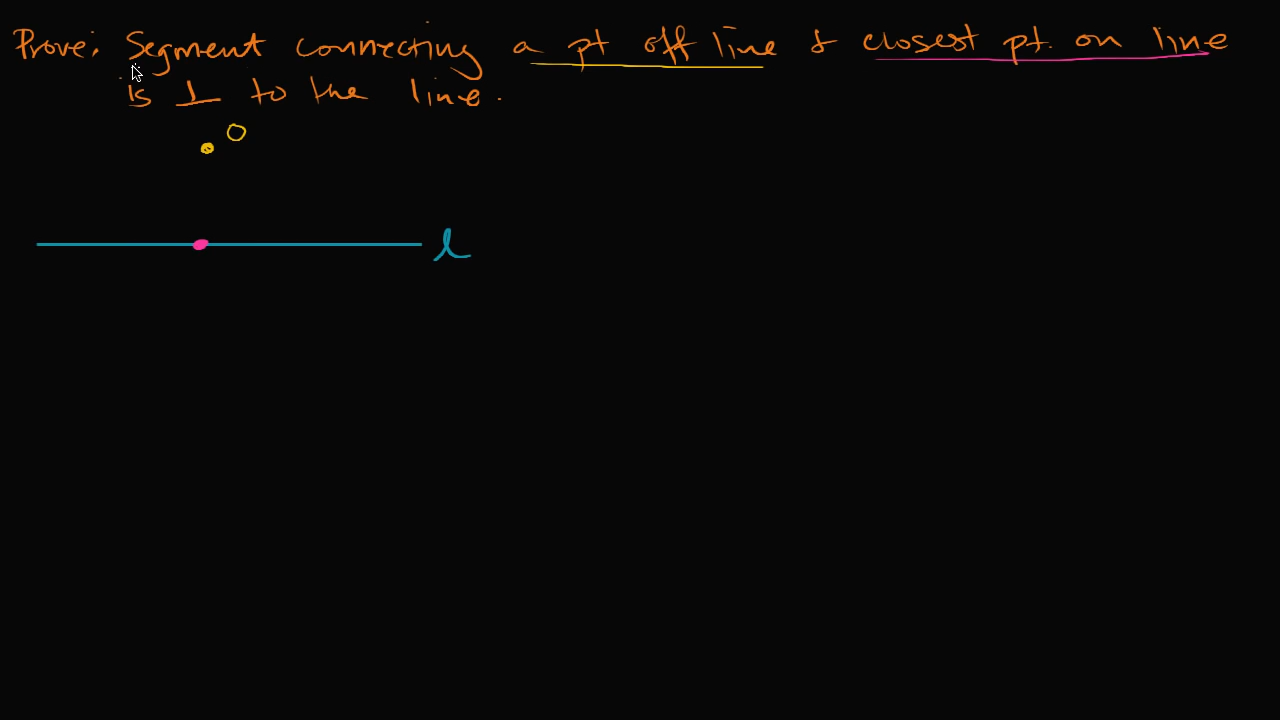 Prove: Segment connecting a pt off line & closest pt. on line
is ⊥ to the line.
O
l